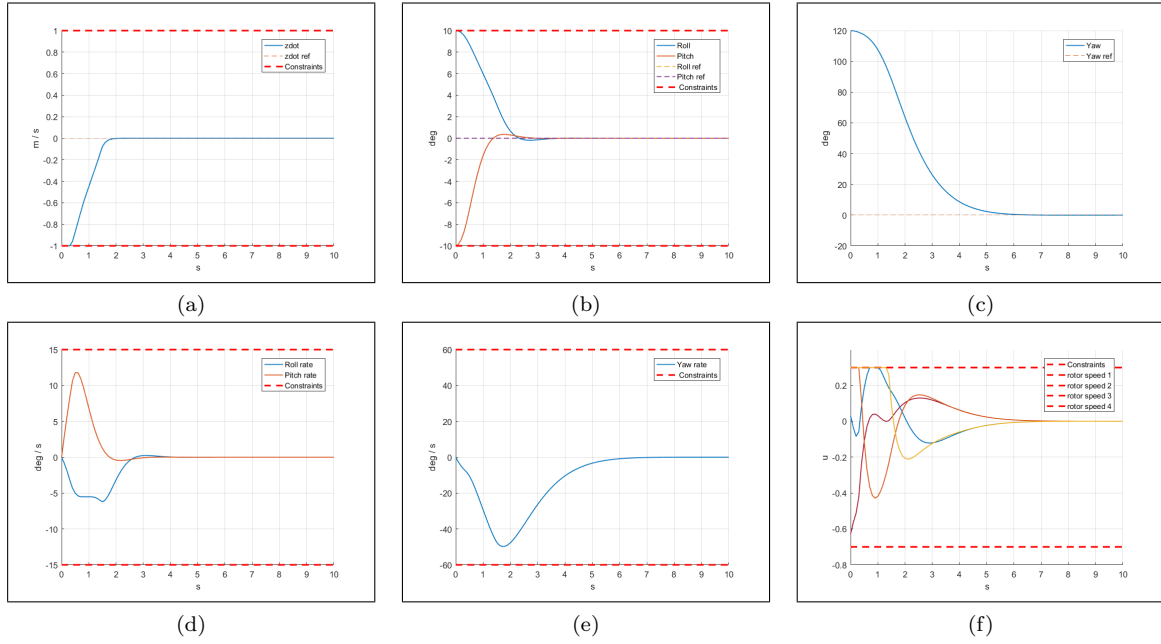 1
0.8
0.6
0.4
0.2
0
-0.2
-0.4
-0.6
-0.8
-1
m / s
0 1 2 3 4 5 6 7 8 9 10
s
zdot
zdot ref
Constraints
(a)
10
8
6
4
2
0
-2
-4
-6
-8
-10
deg
0 1 2 3 4 5 6 7 8 9 10
s
Roll
Pitch
Roll ref
Pitch ref
Constraints
(b)
120
100
80
60
40
20
0
-20
deg
0 1 2 3 4 5 6 7 8 9 10
s
Yaw
Yaw ref
(c)
15
10
5
0
-5
-10
-15
deg / s
0 1 2 3 4 5 6 7 8 9 10
s
Roll rate
Pitch rate
Constraints
(d)
60
40
20
0
-20
-40
-60
deg / s
0 1 2 3 4 5 6 7 8 9 10
s
Yaw rate
Constraints
(e)
0.2
0
-0.2
-0.4
-0.6
-0.8
u
0 1 2 3 4 5 6 7 8 9 10
s
Constraints
rotor speed 1
rotor speed 2
rotor speed 3
rotor speed 4
(f)